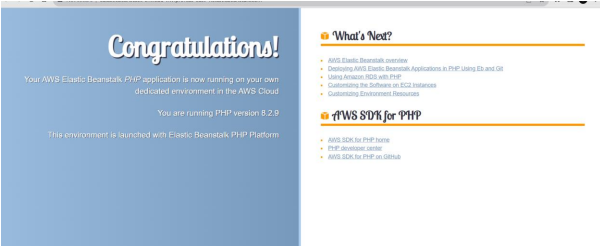 Congratulations!
Your AWS Elastic Beanstalk PHP application is now running on your own
dedicated environment in the AWS Cloud
You are running PHP version 8.2.9
This environment is launched with Elastic Beanstalk PHP Platform
What's Next?
AWS Elastic Beanstalk overview
Deploying AWS Elastic Beanstalk Applications in PHP Using Eb and Git
Using Amazon RDS with PHP
Customizing the Software on EC2 Instances
Customizing Environment Resources
AWS SDK for PHP
AWS SDK for PHP home
PHP developer center
AWS SDK for PHP on GitHub